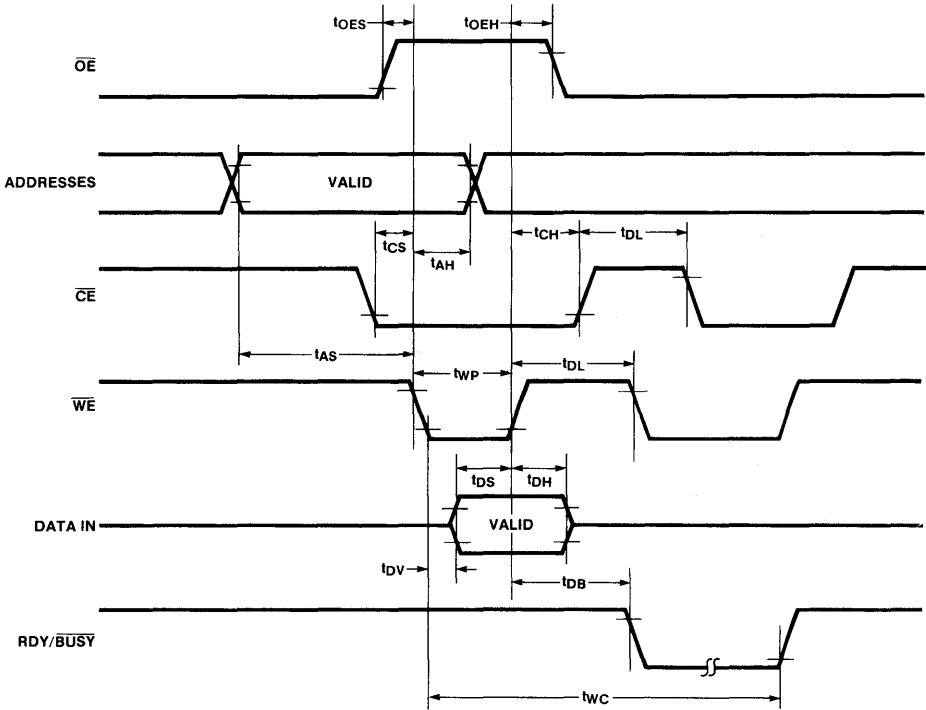 tOES tOEH
OE
ADDRESSES VALID
tCS tCH tDL
tAH
CE
tAS tWP tDL
WE
tDS tDH
DATA IN VALID
tDV tDB
RDY/BUSY
tWC